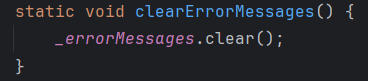 static void clearErrorMessages() {
    _errorMessages.clear();
}